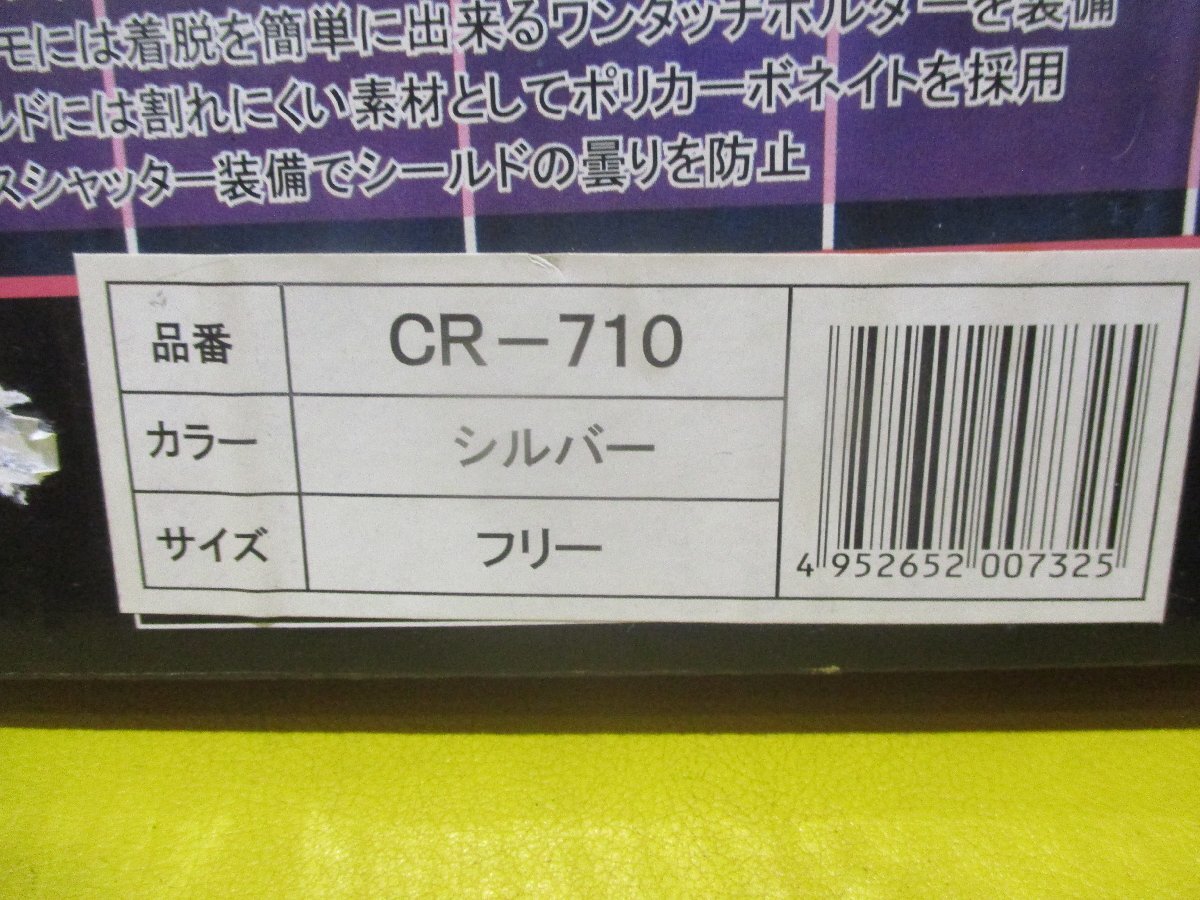 モには着脱を簡単に出来るワンタッチホルダーを装備
ルドには割れにくい素材としてポリカーボネイトを採用
スシャッター装備でシールドの曇りを防止
品番 CR-710
カラー シルバー
サイズ フリー
4 952652 007325